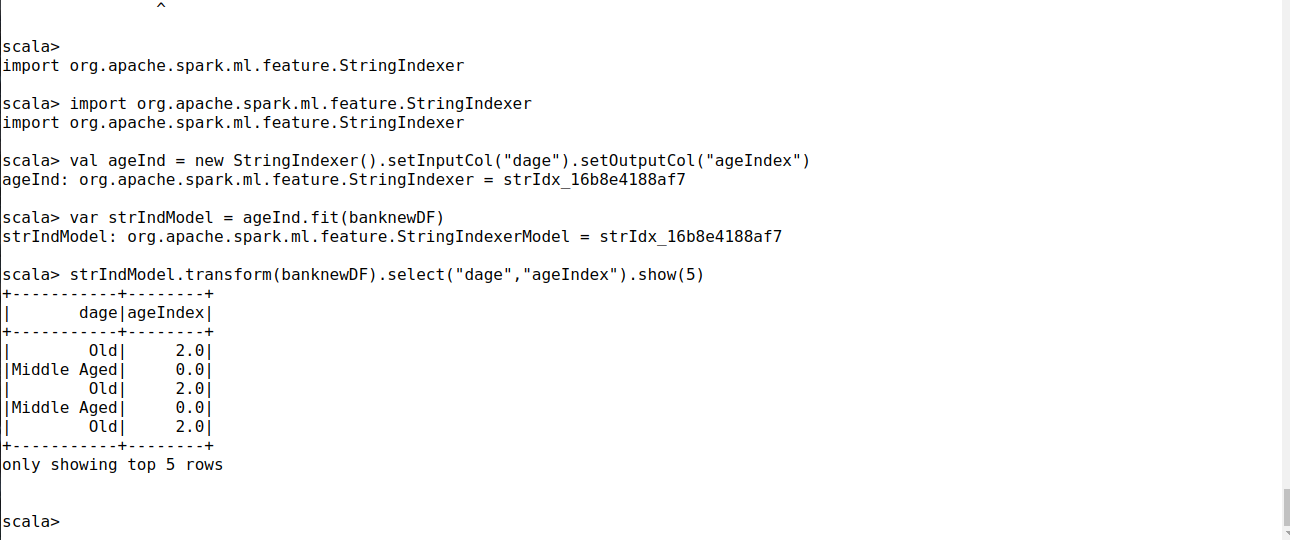 ^
scala>
import org.apache.spark.ml.feature.StringIndexer
scala> import org.apache.spark.ml.feature.StringIndexer
import org.apache.spark.ml.feature.StringIndexer
scala> val ageInd = new StringIndexer().setInputCol("dage").setOutputCol("ageIndex")
ageInd: org.apache.spark.ml.feature.StringIndexer = strIdx_16b8e4188af7
scala> var strIndModel = ageInd.fit(banknewDF)
strIndModel: org.apache.spark.ml.feature.StringIndexerModel = strIdx_16b8e4188af7
scala> strIndModel.transform(banknewDF).select("dage","ageIndex").show(5)
+-----------+--------+
|       dage|ageIndex|
+-----------+--------+
|        Old|     2.0|
|Middle Aged|     0.0|
|        Old|     2.0|
|Middle Aged|     0.0|
|        Old|     2.0|
+-----------+--------+
only showing top 5 rows
scala>